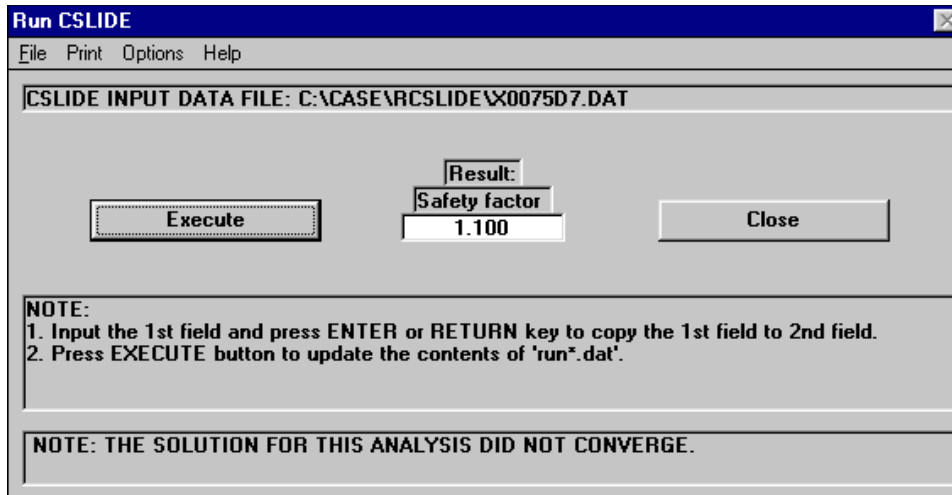 Run CSLIDE
File Print Options Help
CSLIDE INPUT DATA FILE: C:\CASE\RCSLIDE\X0075D7.DAT
Result:
Safety factor
Execute
1.100
Close
NOTE:
1. Input the 1st field and press ENTER or RETURN key to copy the 1st field to 2nd field.
2. Press EXECUTE button to update the contents of 'run*.dat'.
NOTE: THE SOLUTION FOR THIS ANALYSIS DID NOT CONVERGE.